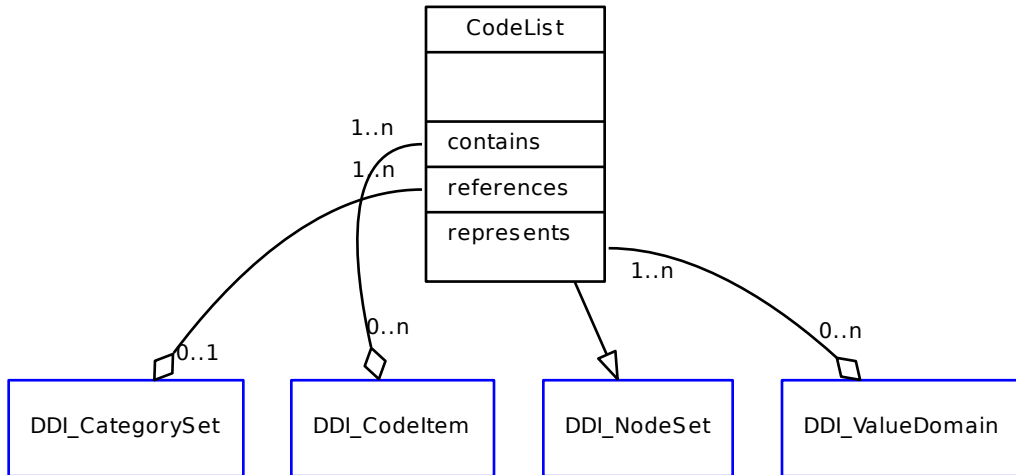 CodeList
1..n
contains
1..n
references
represents
1..n
0..n
0..n
0..1
DDI_CategorySet
DDI_CodeItem
DDI_NodeSet
DDI_ValueDomain